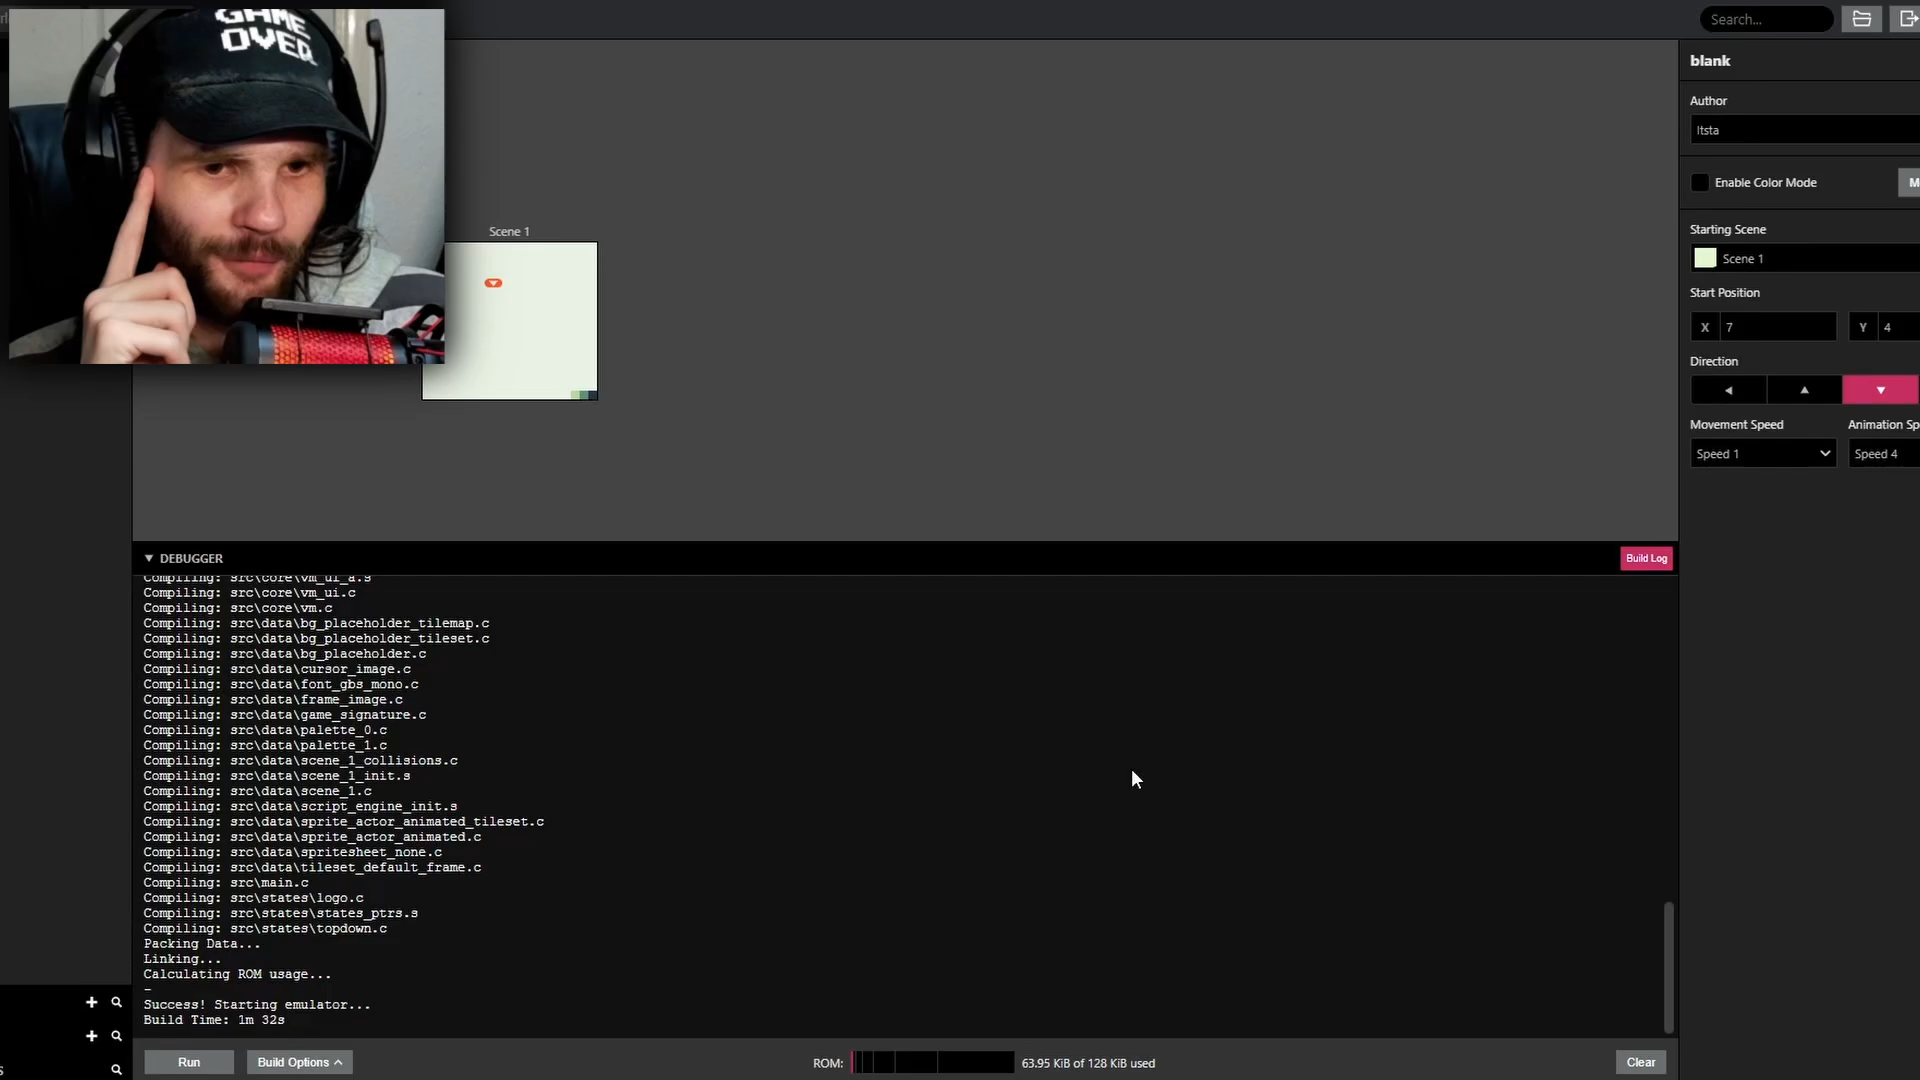 GAME
OVER
Search...
blank
Author
Itsta
Enable Color Mode
M
Scene 1
Starting Scene
Scene 1
Start Position
X 7
Y 4
Direction
Movement Speed
Animation Sp
Speed 1
Speed 4
DEBUGGER
Build Log
Compiling: src\core\vm_ui_a.s
Compiling: src\core\vm_ui.c
Compiling: src\core\vm.c
Compiling: src\data\bg_placeholder_tilemap.c
Compiling: src\data\bg_placeholder_tileset.c
Compiling: src\data\bg_placeholder.c
Compiling: src\data\cursor_image.c
Compiling: src\data\font_gbs_mono.c
Compiling: src\data\frame_image.c
Compiling: src\data\game_signature.c
Compiling: src\data\palette_0.c
Compiling: src\data\palette_1.c
Compiling: src\data\scene_1_collisions.c
Compiling: src\data\scene_1_init.s
Compiling: src\data\scene_1.c
Compiling: src\data\script_engine_init.s
Compiling: src\data\sprite_actor_animated_tileset.c
Compiling: src\data\sprite_actor_animated.c
Compiling: src\data\spritesheet_none.c
Compiling: src\data\tileset_default_frame.c
Compiling: src\main.c
Compiling: src\states\logo.c
Compiling: src\states\states_ptrs.s
Compiling: src\states\topdown.c
Packing Data...
Linking...
Calculating ROM usage...
-
Success! Starting emulator...
Build Time: 1m 32s
Run
Build Options
ROM:
63.95 KiB of 128 KiB used
Clear